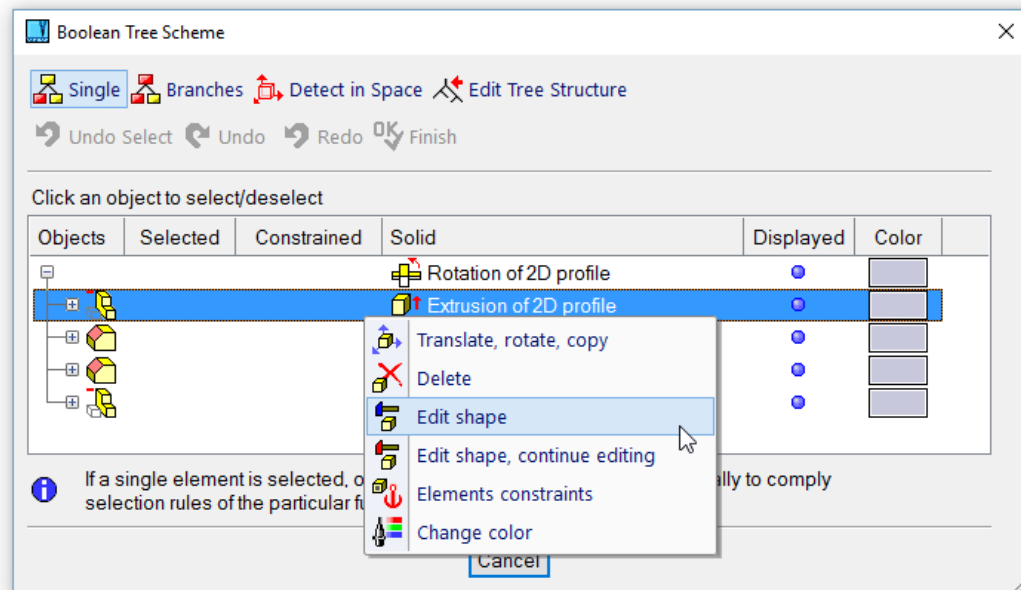 Boolean Tree Scheme
Single Branches Detect in Space Edit Tree Structure
Undo Select Undo Redo OK Finish
Click an object to select/deselect
Objects Selected Constrained Solid Displayed Color
Rotation of 2D profile
Extrusion of 2D profile
Translate, rotate, copy
Delete
Edit shape
Edit shape, continue editing
If a single element is selected, o ally to comply
Elements constraints
selection rules of the particular fu
Change color
Cancel